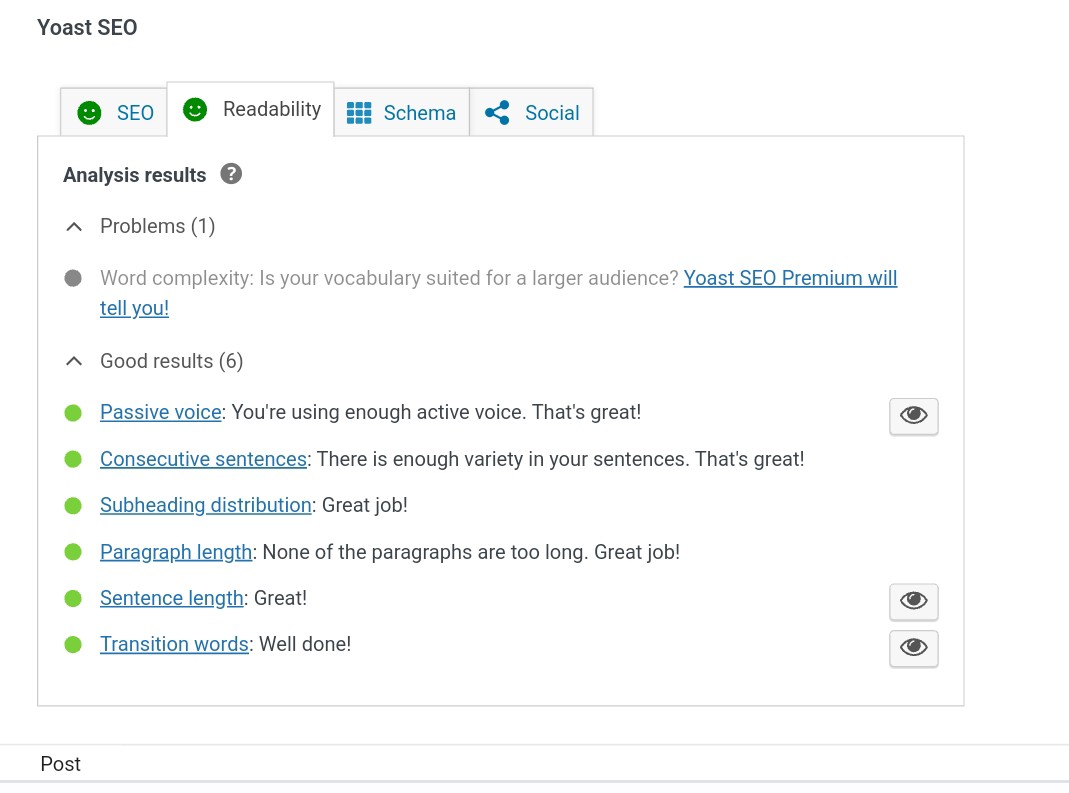 Yoast SEO
SEO
Readability
Schema
Social
Analysis results ?
Problems (1)
Word complexity: Is your vocabulary suited for a larger audience? Yoast SEO Premium will
tell you!
Good results (6)
Passive voice: You're using enough active voice. That's great!
Consecutive sentences: There is enough variety in your sentences. That's great!
Subheading distribution: Great job!
Paragraph length: None of the paragraphs are too long. Great job!
Sentence length: Great!
Transition words: Well done!
Post